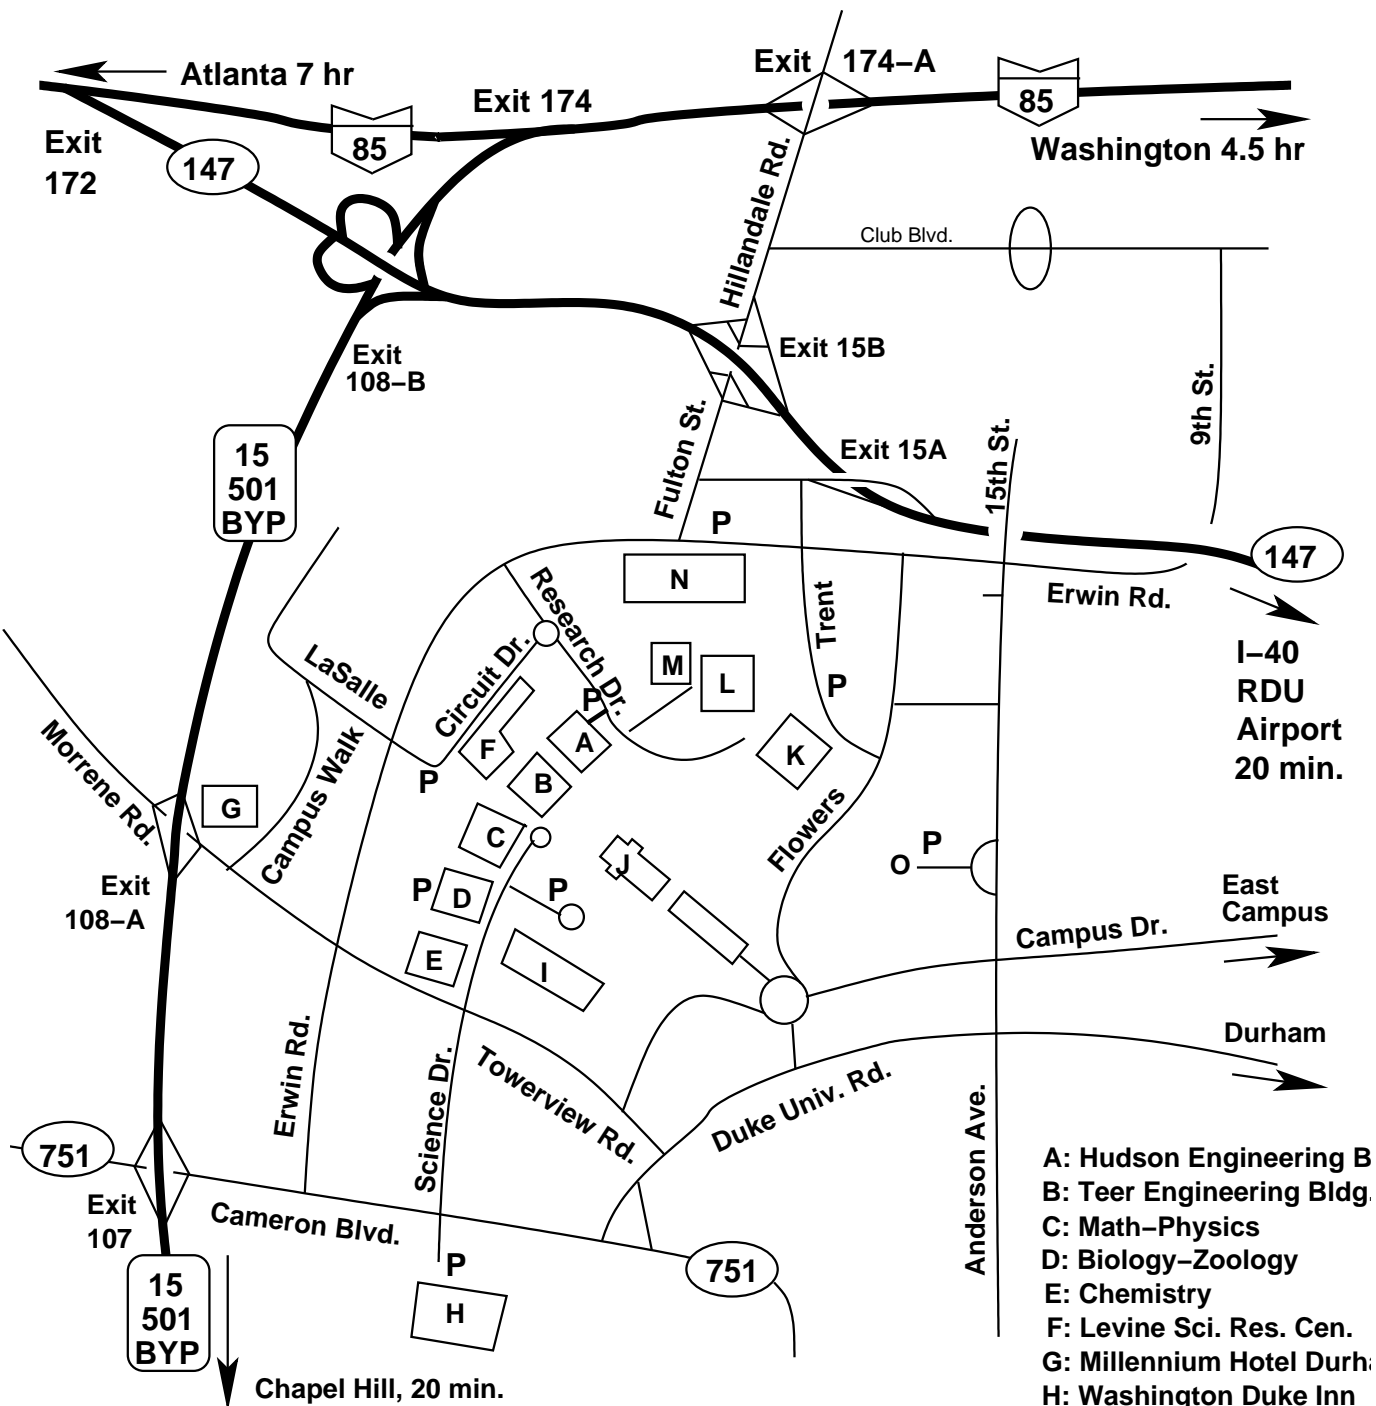 Exit 174–A
Atlanta 7 hr
Exit 174
85
85
Exit
172
147
Washington 4.5 hr
Hillandale Rd.
Club Blvd.
Exit 15B
Exit
108–B
9th St.
Fulton St.
15th St.
Exit 15A
15
501
BYP
P
147
N
Research Dr.
Trent
Erwin Rd.
I–40
RDU
Airport
20 min.
LaSalle
Circuit Dr.
M
L
P
P
Morrene Rd.
Campus Walk
F
A
K
P
B
G
C
Flowers
J
P
O
Exit
108–A
P
D
P
East
Campus
Campus Dr.
E
I
Durham
Erwin Rd.
Science Dr.
Towerview Rd.
Duke Univ. Rd.
Anderson Ave.
751
Exit
107
Cameron Blvd.
P
751
H
15
501
BYP
Chapel Hill, 20 min.
A: Hudson Engineering B
B: Teer Engineering Bldg.
C: Math–Physics
D: Biology–Zoology
E: Chemistry
F: Levine Sci. Res. Cen.
G: Millennium Hotel Durha
H: Washington Duke Inn